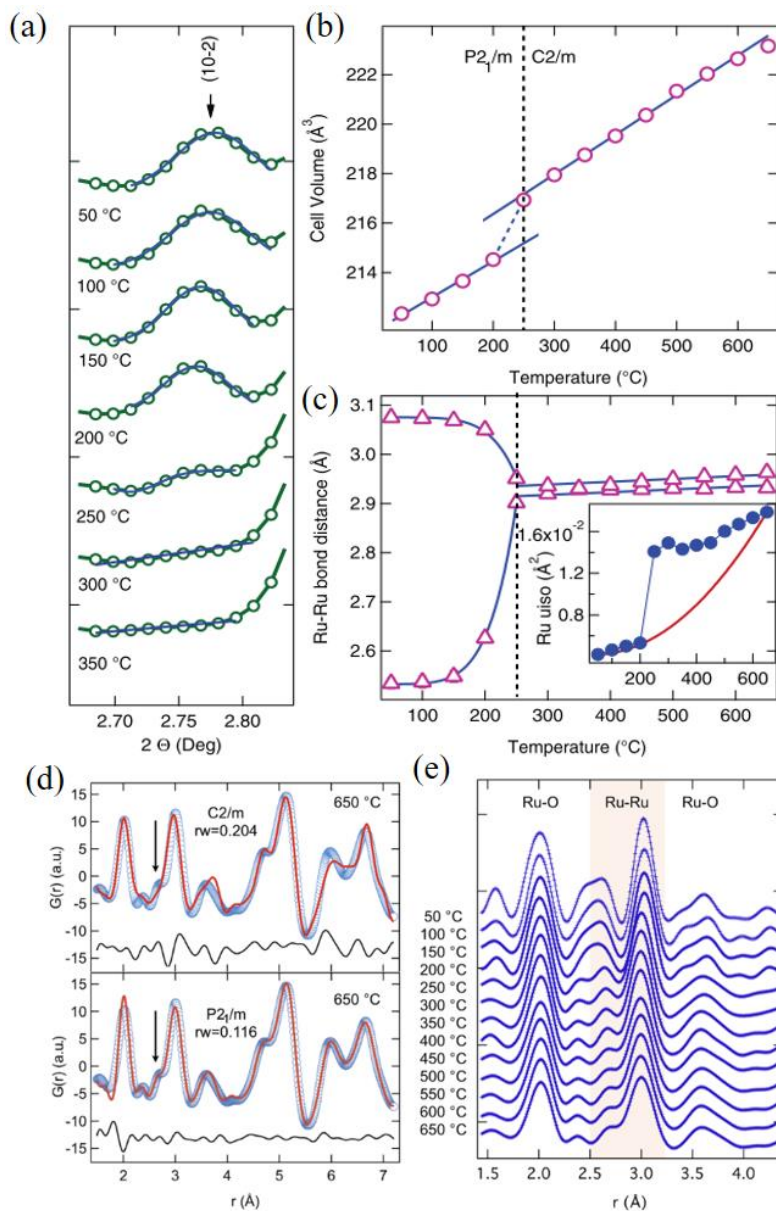 (a)
(10-2)
50 °C
100 °C
150 °C
200 °C
250 °C
300 °C
350 °C
2.70 2.75 2.80
2 Θ (Deg)
(b)
P2₁/m C2/m
Cell Volume (Å³)
222
220
218
216
214
100 200 300 400 500 600
Temperature (°C)
(c)
Ru-Ru bond distance (Å)
3.1
3.0
2.9
2.8
2.7
2.6
Ru uiso (Å²)
1.6x10⁻²
1.2
0.8
200 400 600
100 200 300 400 500 600
Temperature (°C)
(d)
G(r) (a.u.)
15
10
5
0
-5
-10
-15
C2/m
rw=0.204
650 °C
G(r) (a.u.)
15
10
5
0
-5
-10
-15
P2₁/m
rw=0.116
650 °C
2 3 4 5 6 7
r (Å)
(e)
Ru-O Ru-Ru Ru-O
50 °C
100 °C
150 °C
200 °C
250 °C
300 °C
350 °C
400 °C
450 °C
500 °C
550 °C
600 °C
650 °C
1.5 2.0 2.5 3.0 3.5 4.0
r (Å)